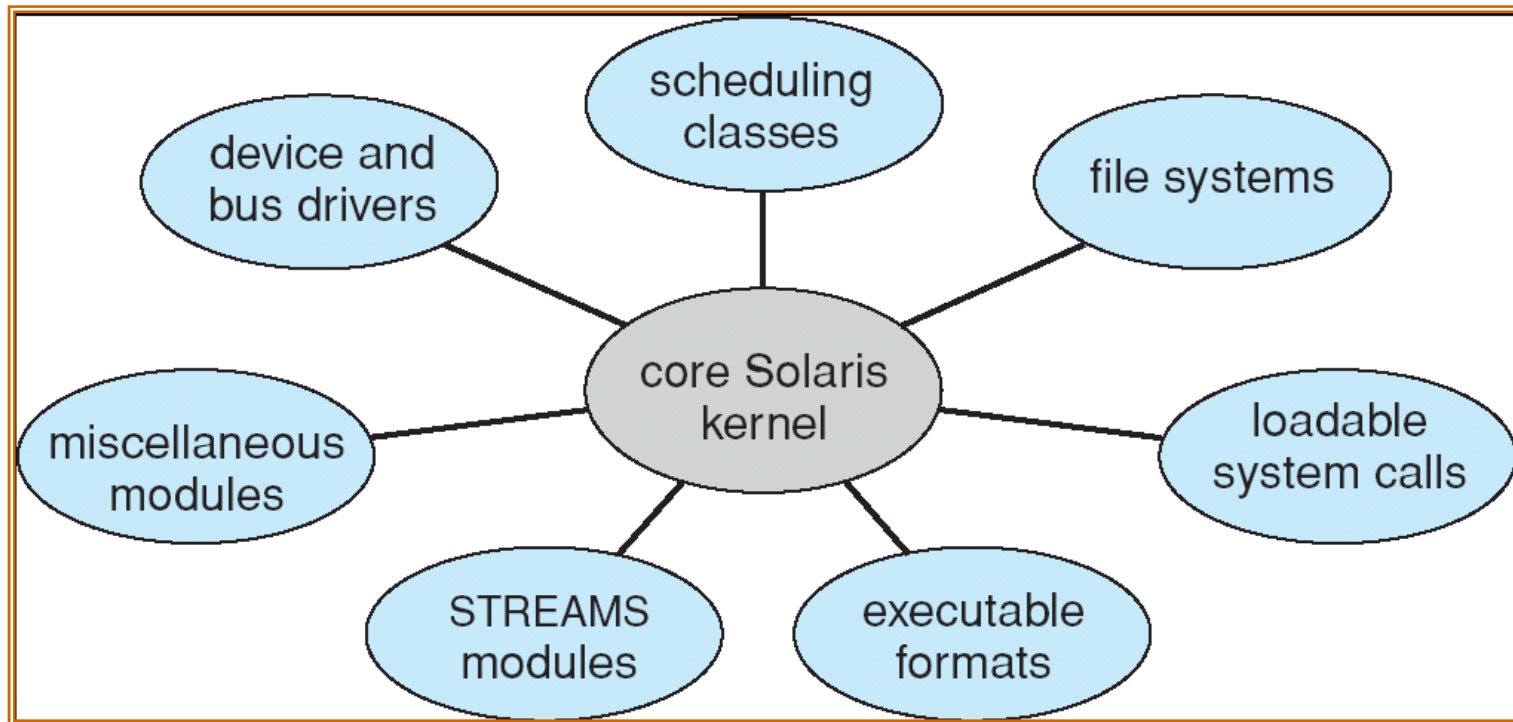 scheduling
classes
device and
bus drivers
file systems
core Solaris
kernel
miscellaneous
modules
loadable
system calls
STREAMS
modules
executable
formats